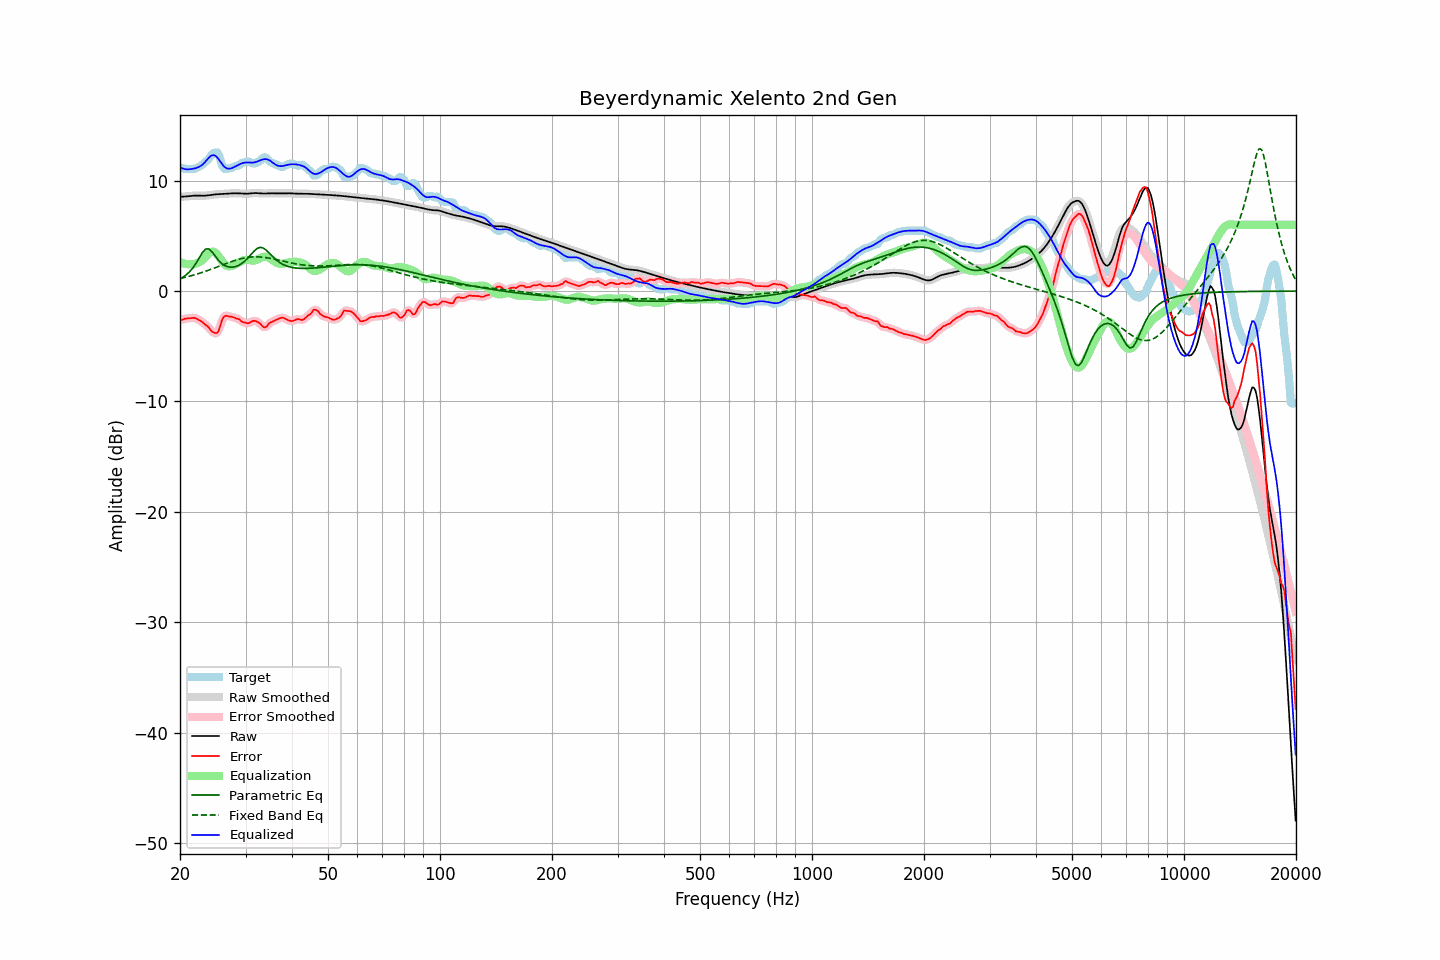 Beyerdynamic Xelento 2nd Gen
Amplitude (dBr)
10
0
−10
−20
−30
−40
−50
Target
Raw Smoothed
Error Smoothed
Raw
Error
Equalization
Parametric Eq
Fixed Band Eq
Equalized
20 50 100 200 500 1000 2000 5000 10000 20000
Frequency (Hz)